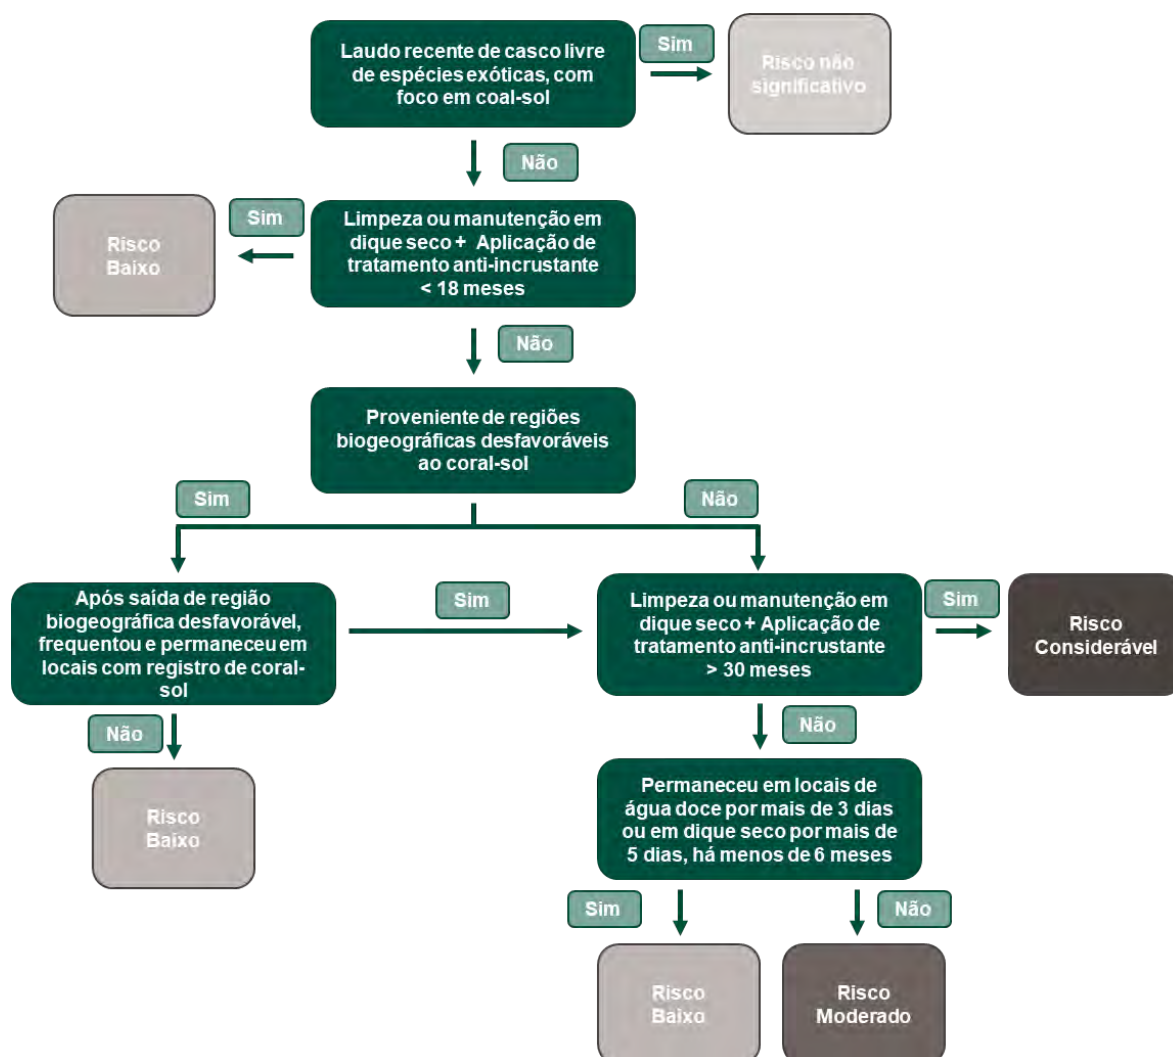 Laudo recente de casco livre
de espécies exóticas, com
foco em coal-sol
Sim
Risco não
significativo
Não
Limpeza ou manutenção em
dique seco + Aplicação de
tratamento anti-incrustante
< 18 meses
Sim
Risco
Baixo
Não
Proveniente de regiões
biogeográficas desfavoráveis
ao coral-sol
Sim
Não
Após saída de região
biogeográfica desfavorável,
frequentou e permaneceu em
locais com registro de coral-
sol
Sim
Limpeza ou manutenção em
dique seco + Aplicação de
tratamento anti-incrustante
> 30 meses
Sim
Risco
Considerável
Não
Risco
Baixo
Não
Permaneceu em locais de
água doce por mais de 3 dias
ou em dique seco por mais de
5 dias, há menos de 6 meses
Sim
Não
Risco
Baixo
Risco
Moderado